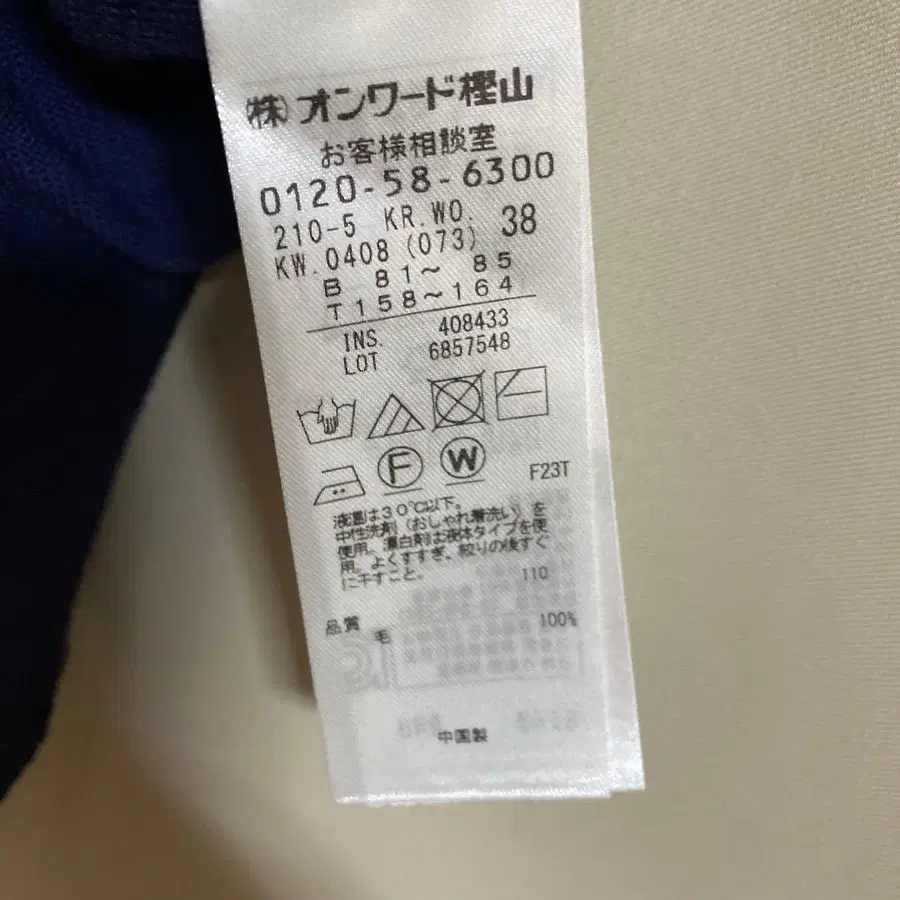 (株)オンワード樫山
お客様相談室
0120-58-6300
210-5 KR.WO. 38
KW.0408 (073)
B 81~ 85
T158~164
INS. 408433
LOT 6857548
F W F23T
液温は30℃以下。
中性洗剤(おしゃれ着洗い)を
使用。漂白剤は液体タイプを使
用。よくすすぎ、絞りの後すぐ
に干すこと。 110
品質 毛 100%
中国製